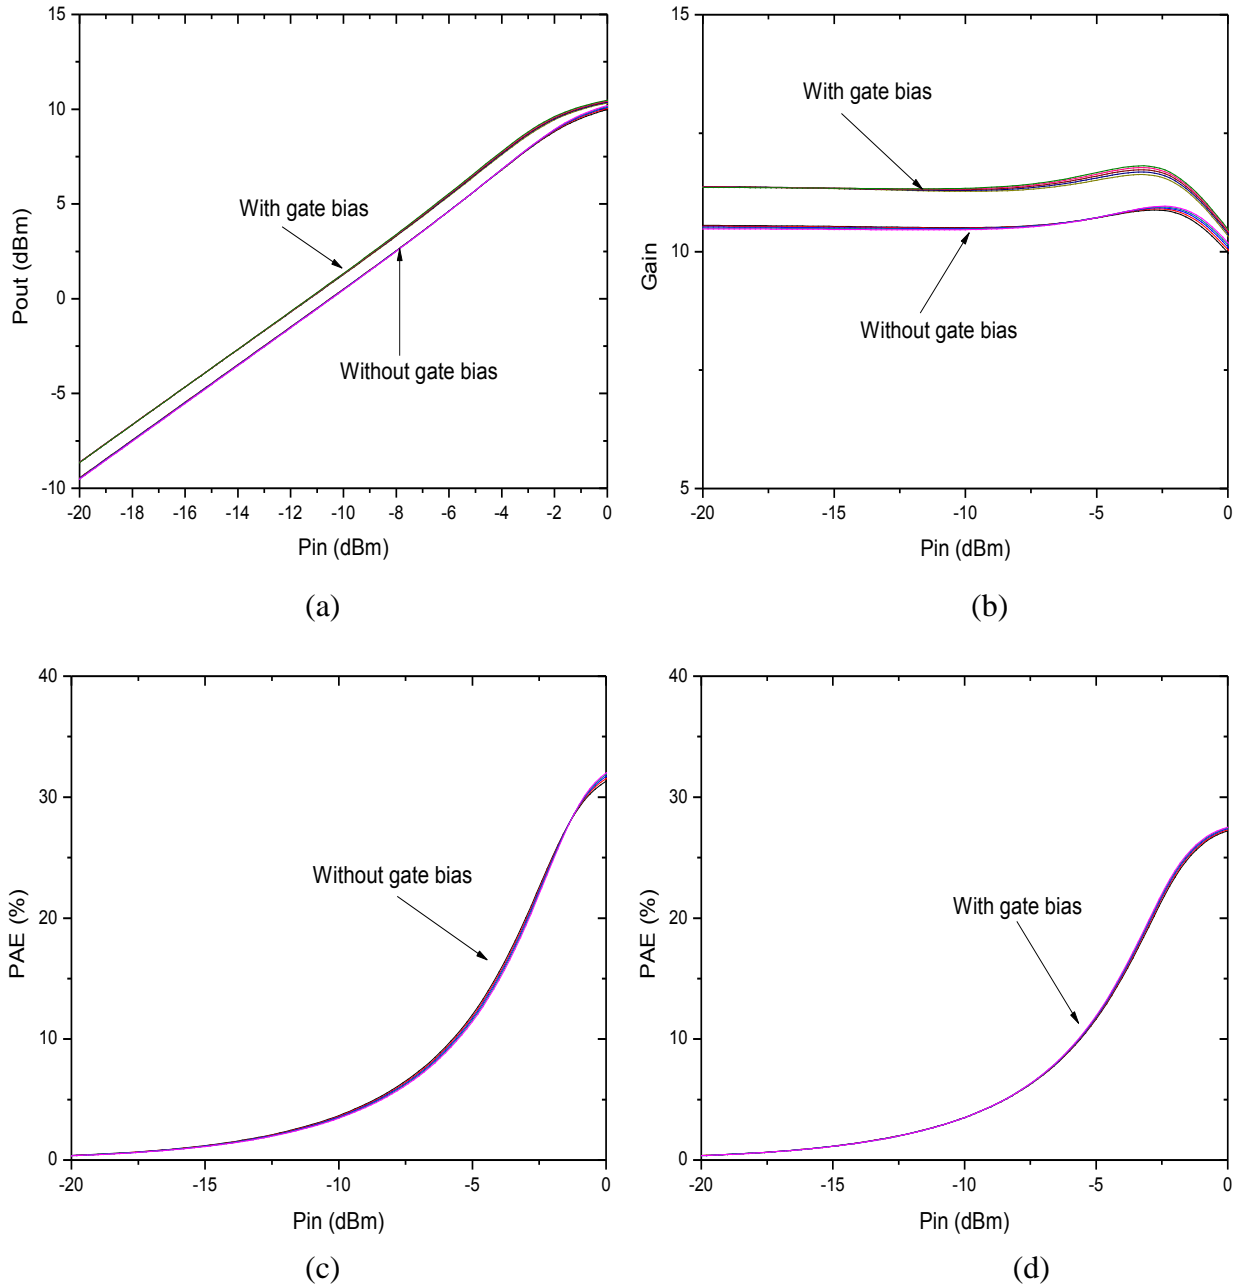 15
10
5
0
-5
-10
Pout (dBm)
With gate bias
Without gate bias
-20 -18 -16 -14 -12 -10 -8 -6 -4 -2 0
Pin (dBm)
(a)
15
10
5
Gain
With gate bias
Without gate bias
-20 -15 -10 -5 0
Pin (dBm)
(b)
40
30
20
10
0
PAE (%)
Without gate bias
-20 -15 -10 -5 0
Pin (dBm)
(c)
40
30
20
10
0
PAE (%)
With gate bias
-20 -15 -10 -5 0
Pin (dBm)
(d)